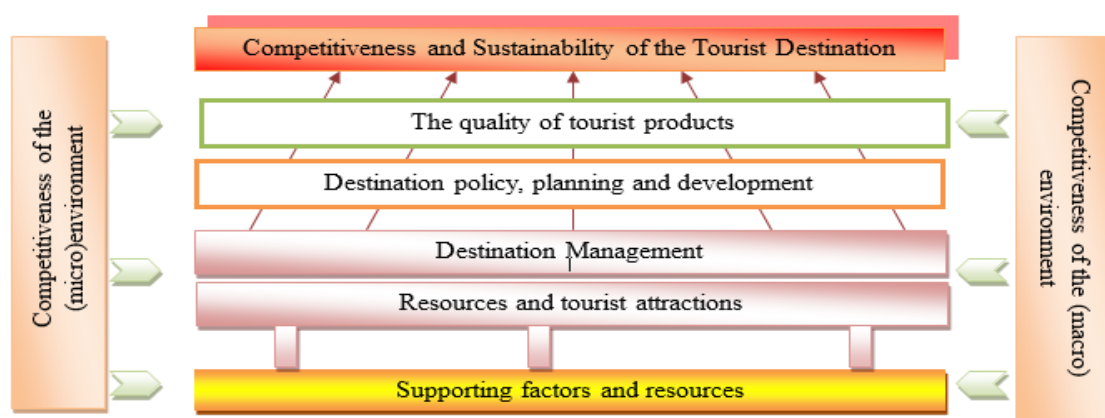 Competitiveness and Sustainability of the Tourist Destination
The quality of tourist products
Destination policy, planning and development
Destination Management
Resources and tourist attractions
Supporting factors and resources
Competitiveness of the
(micro)environment
Competitiveness of the (macro)
environment